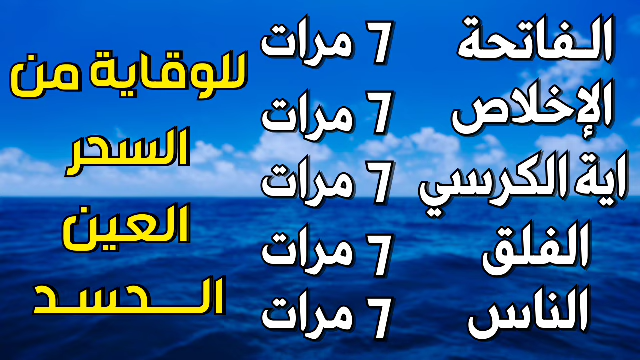 الفاتحة 7 مرات
الإخلاص 7 مرات
اية الكرسي 7 مرات
الفلق 7 مرات
الناس 7 مرات
للوقاية من
السحر
العين
الـــحسـد